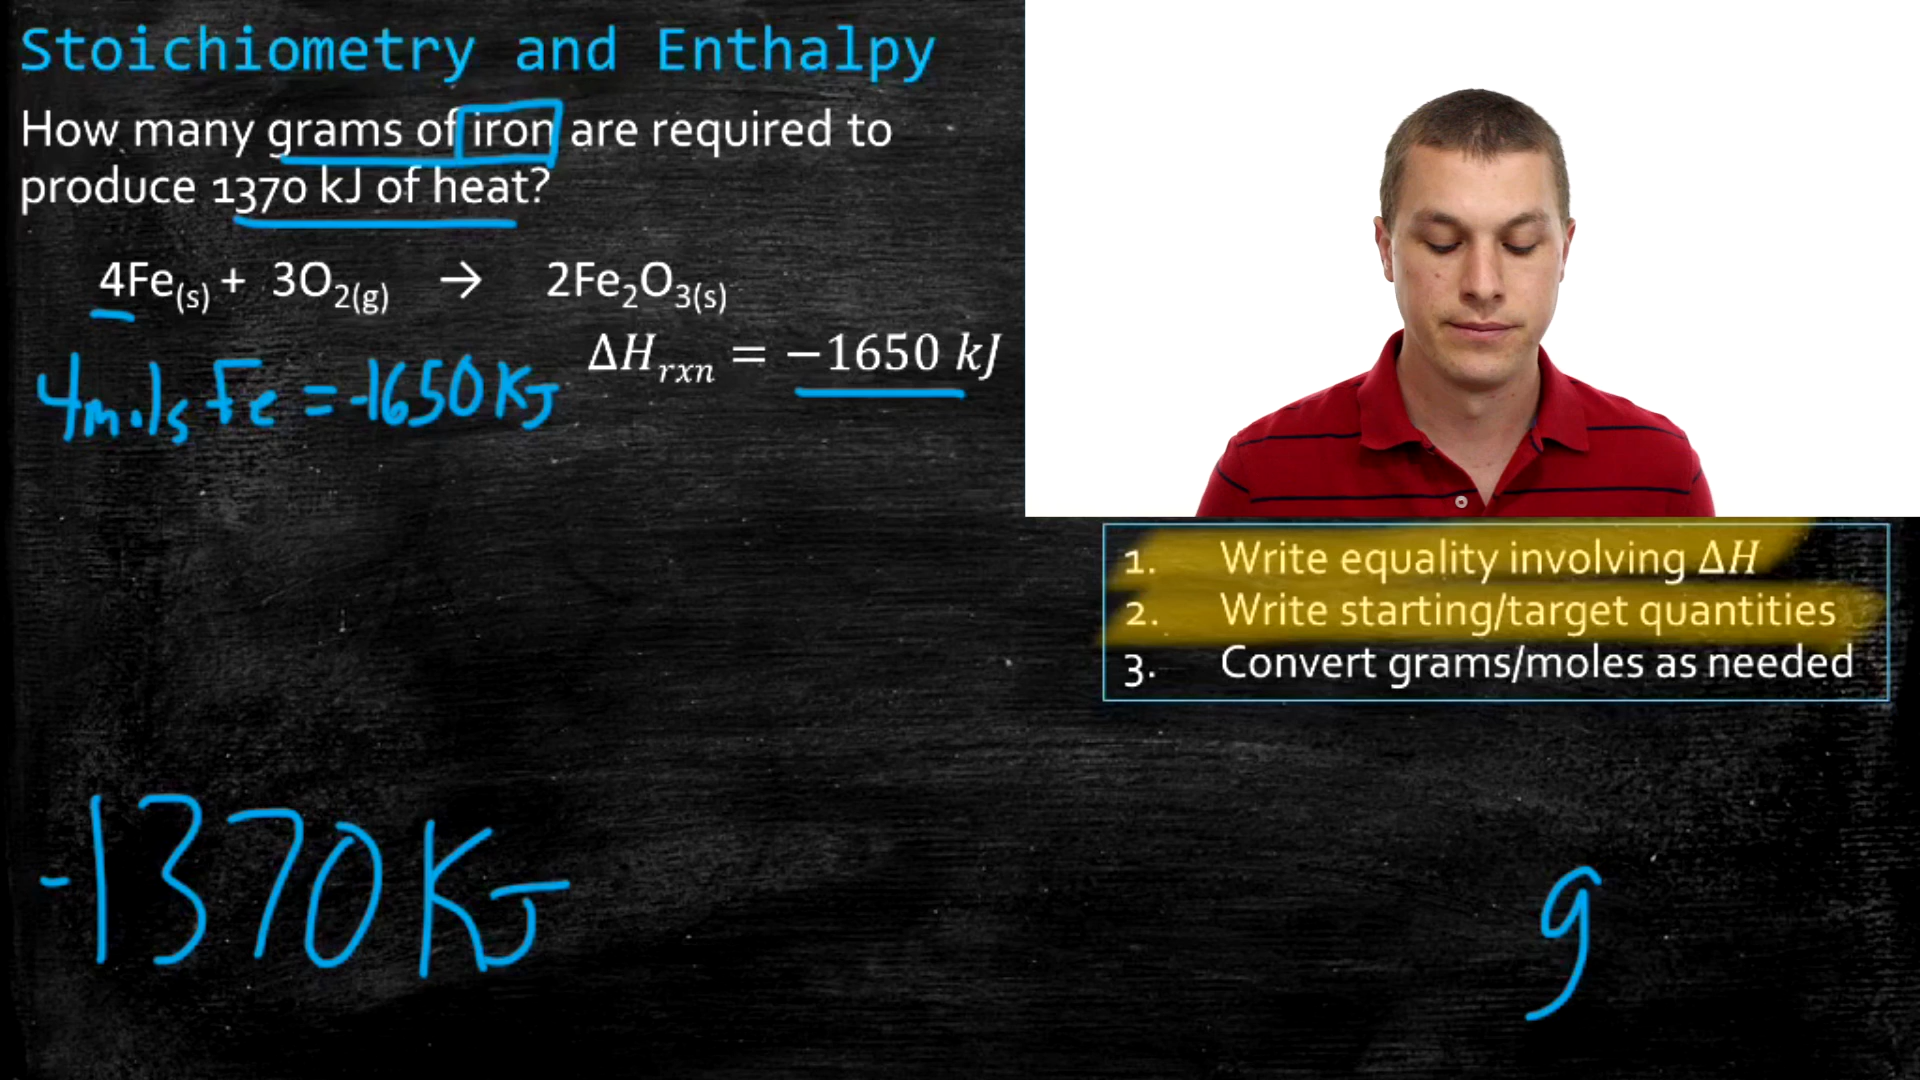 Stoichiometry and Enthalpy
How many grams of iron are required to
produce 1370 kJ of heat?
4Fe(s) + 3O2(g) → 2Fe2O3(s)
ΔHrxn = −1650 kJ
4mols Fe = -1650 KJ
1. Write equality involving ΔH
2. Write starting/target quantities
3. Convert grams/moles as needed
-1370 KJ
g